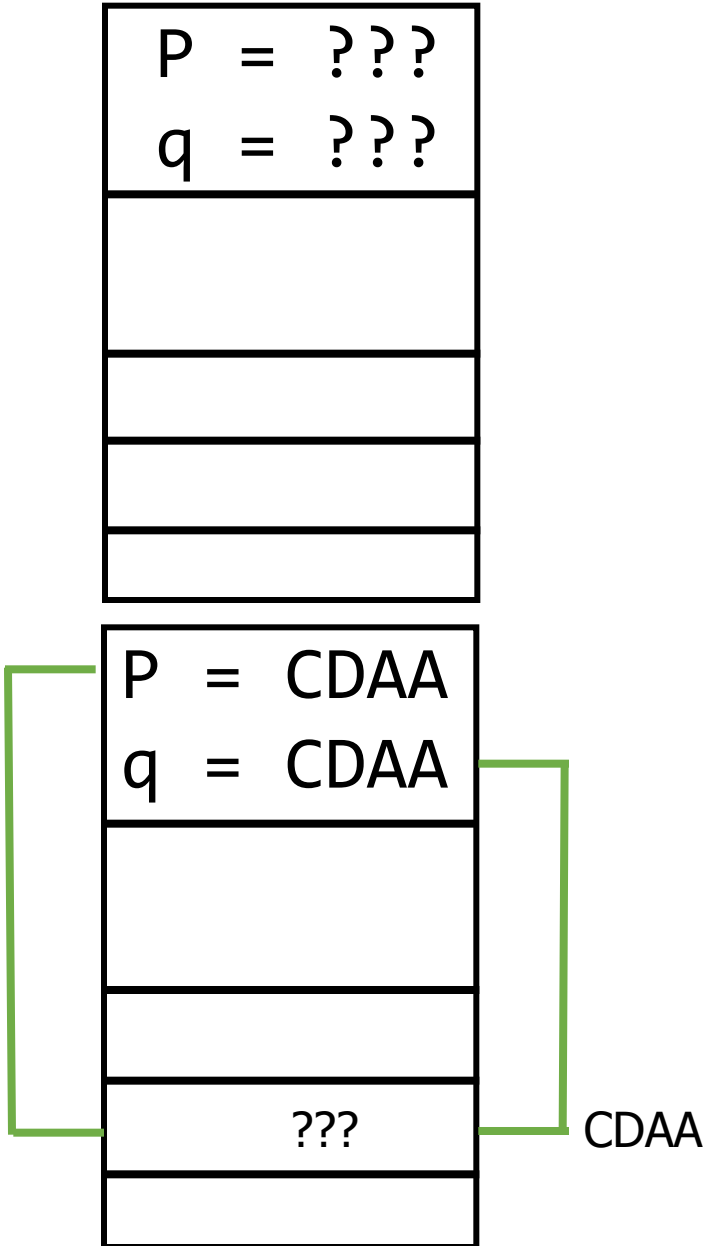 P = ???
q = ???
P = CDAA
q = CDAA
??? CDAA